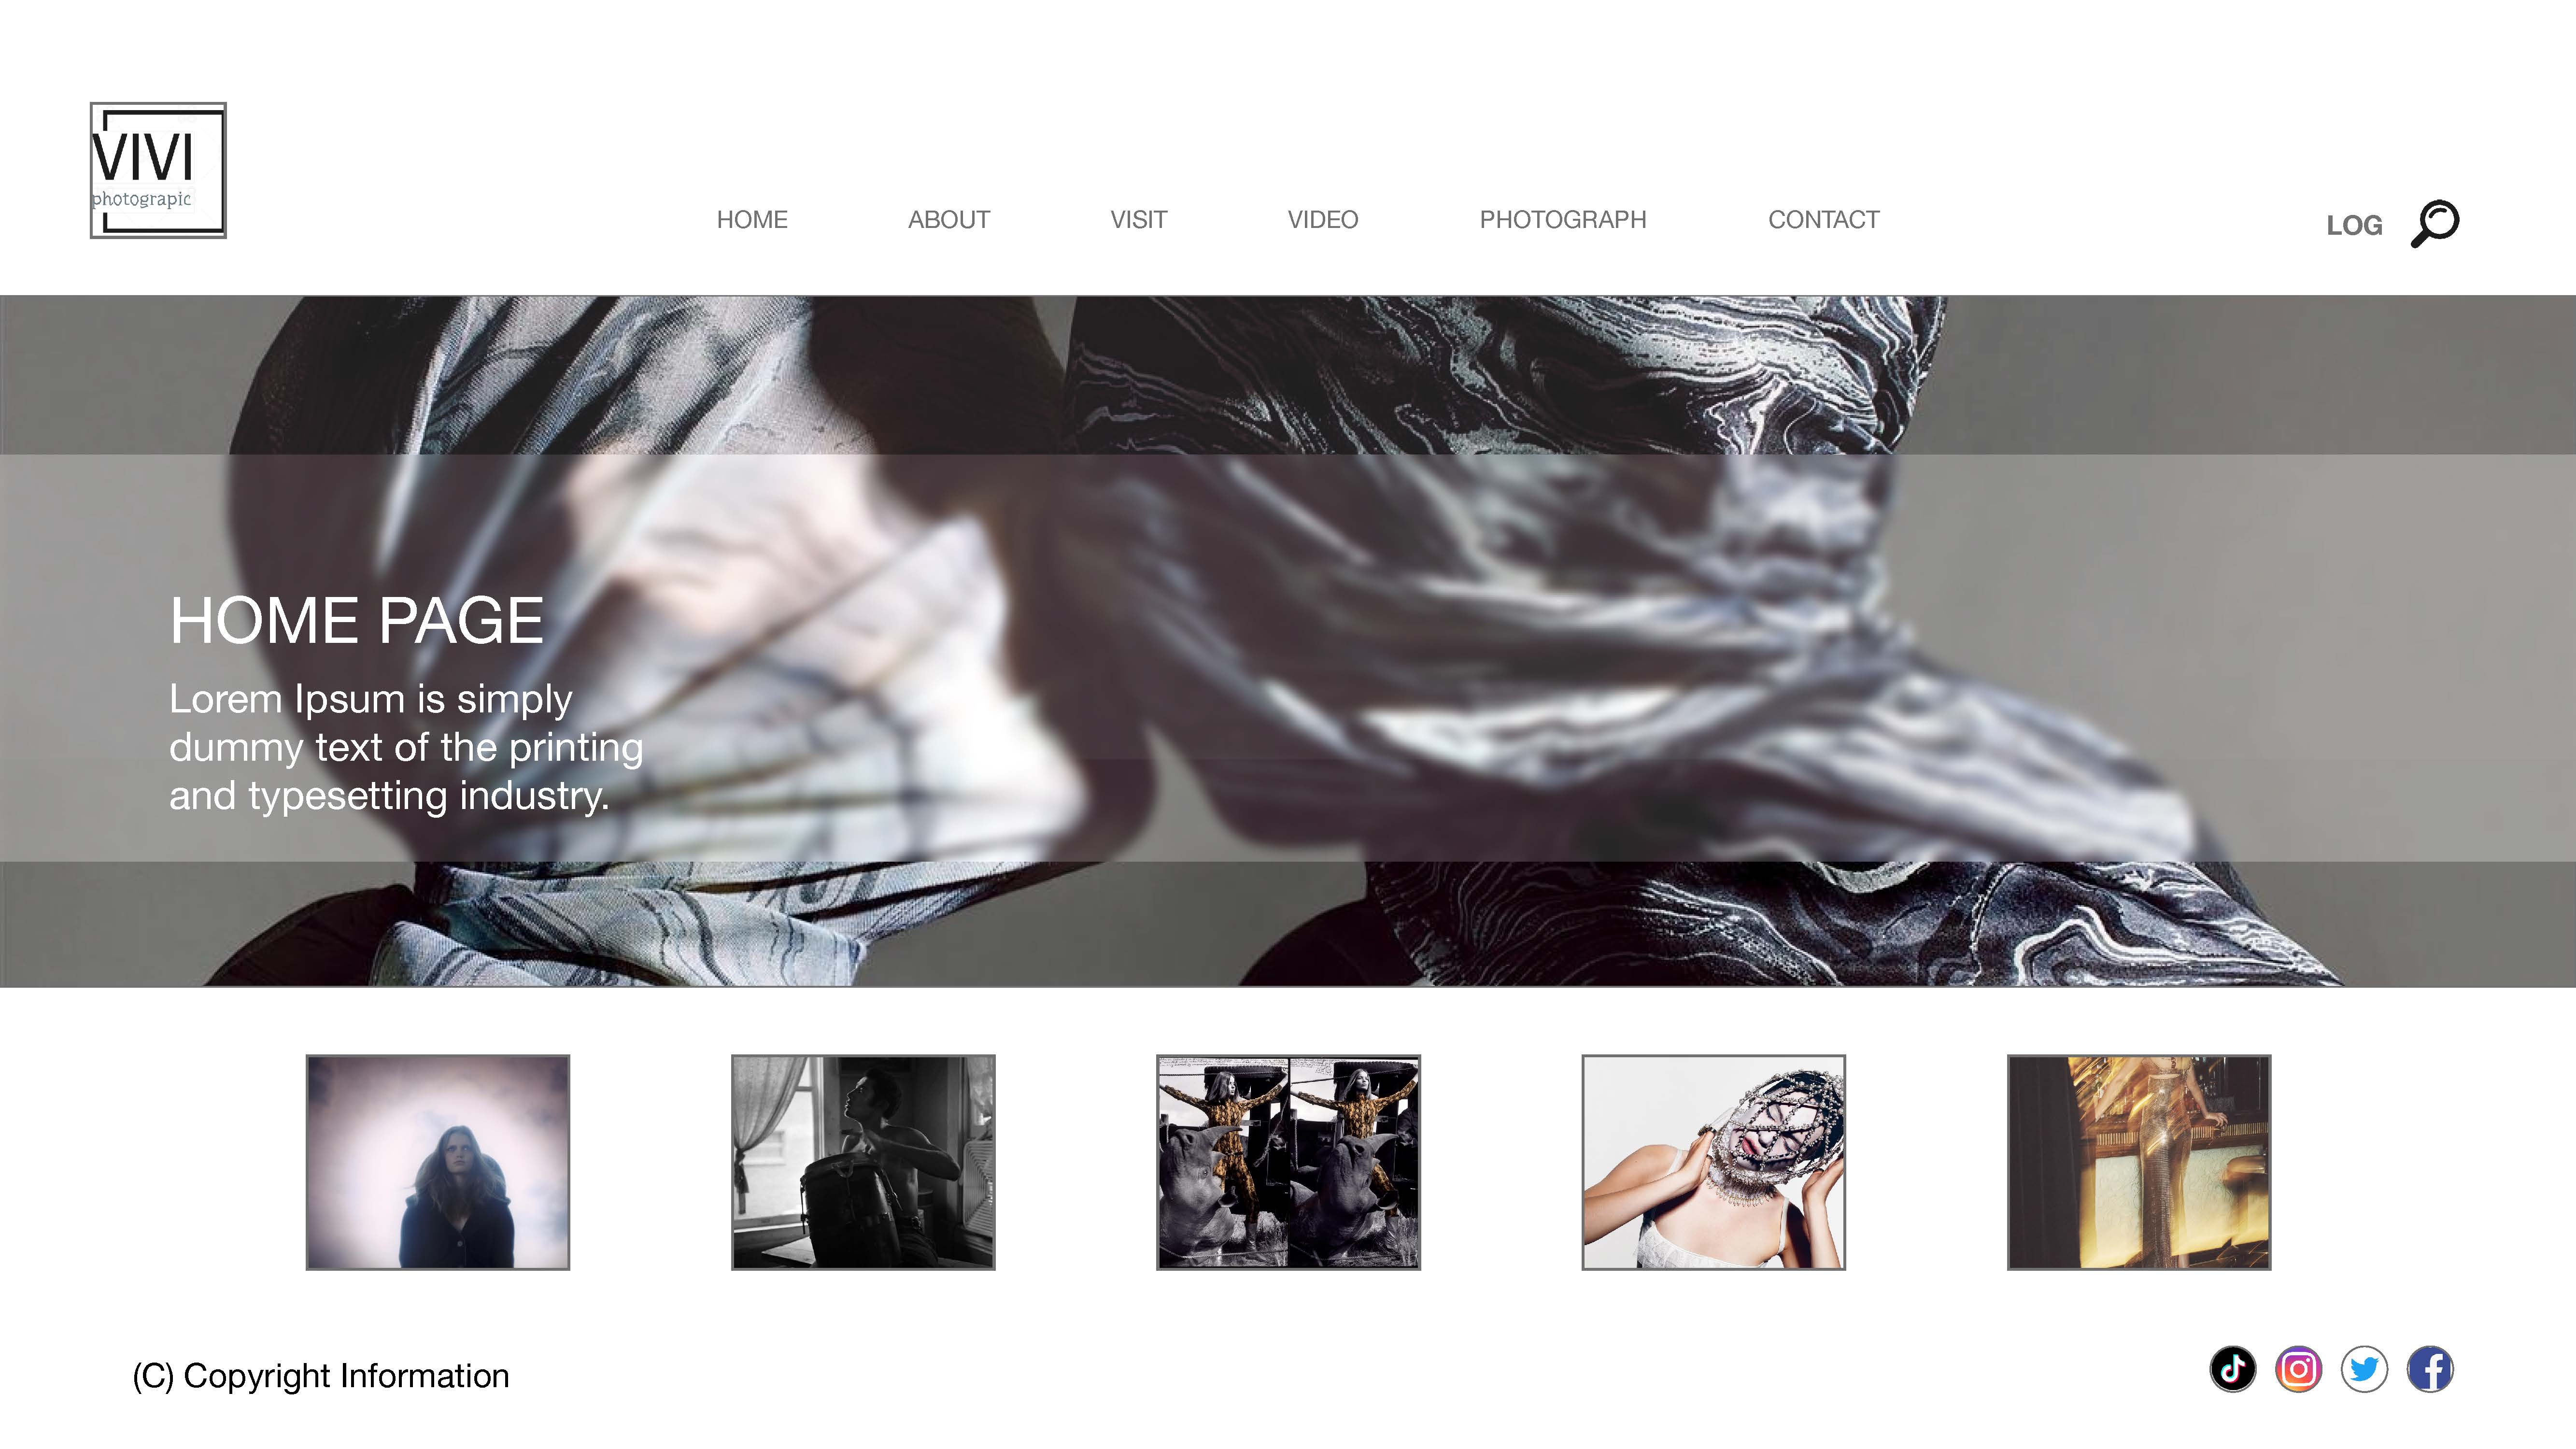 VIVI
photograpic
HOME ABOUT VISIT VIDEO PHOTOGRAPH CONTACT
LOG
HOME PAGE
Lorem Ipsum is simply
dummy text of the printing
and typesetting industry.
(C) Copyright Information